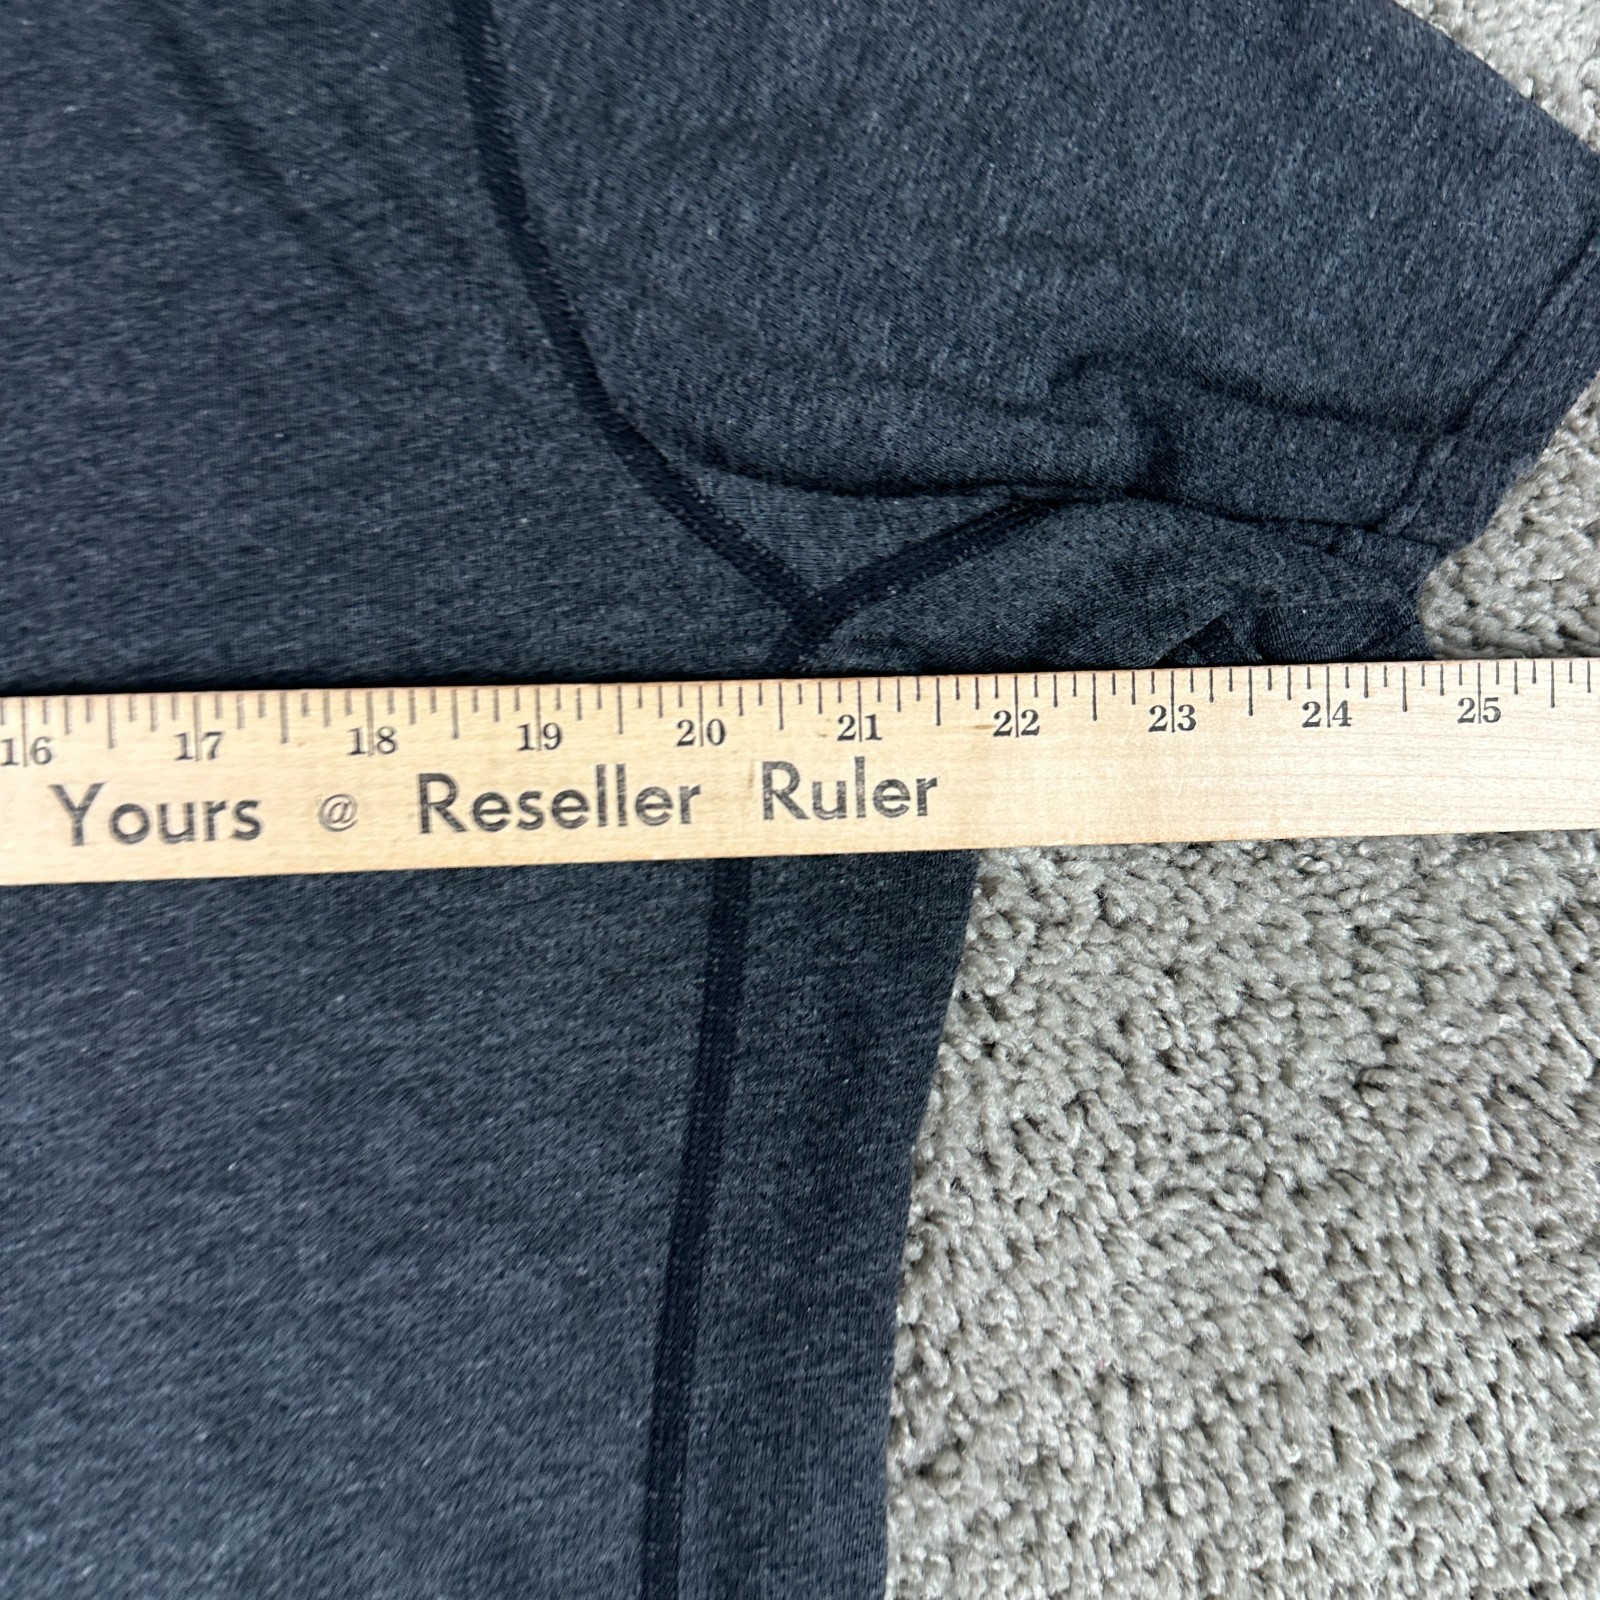 16 17 18 19 20 21 22 23 24 25
Yours @ Reseller Ruler